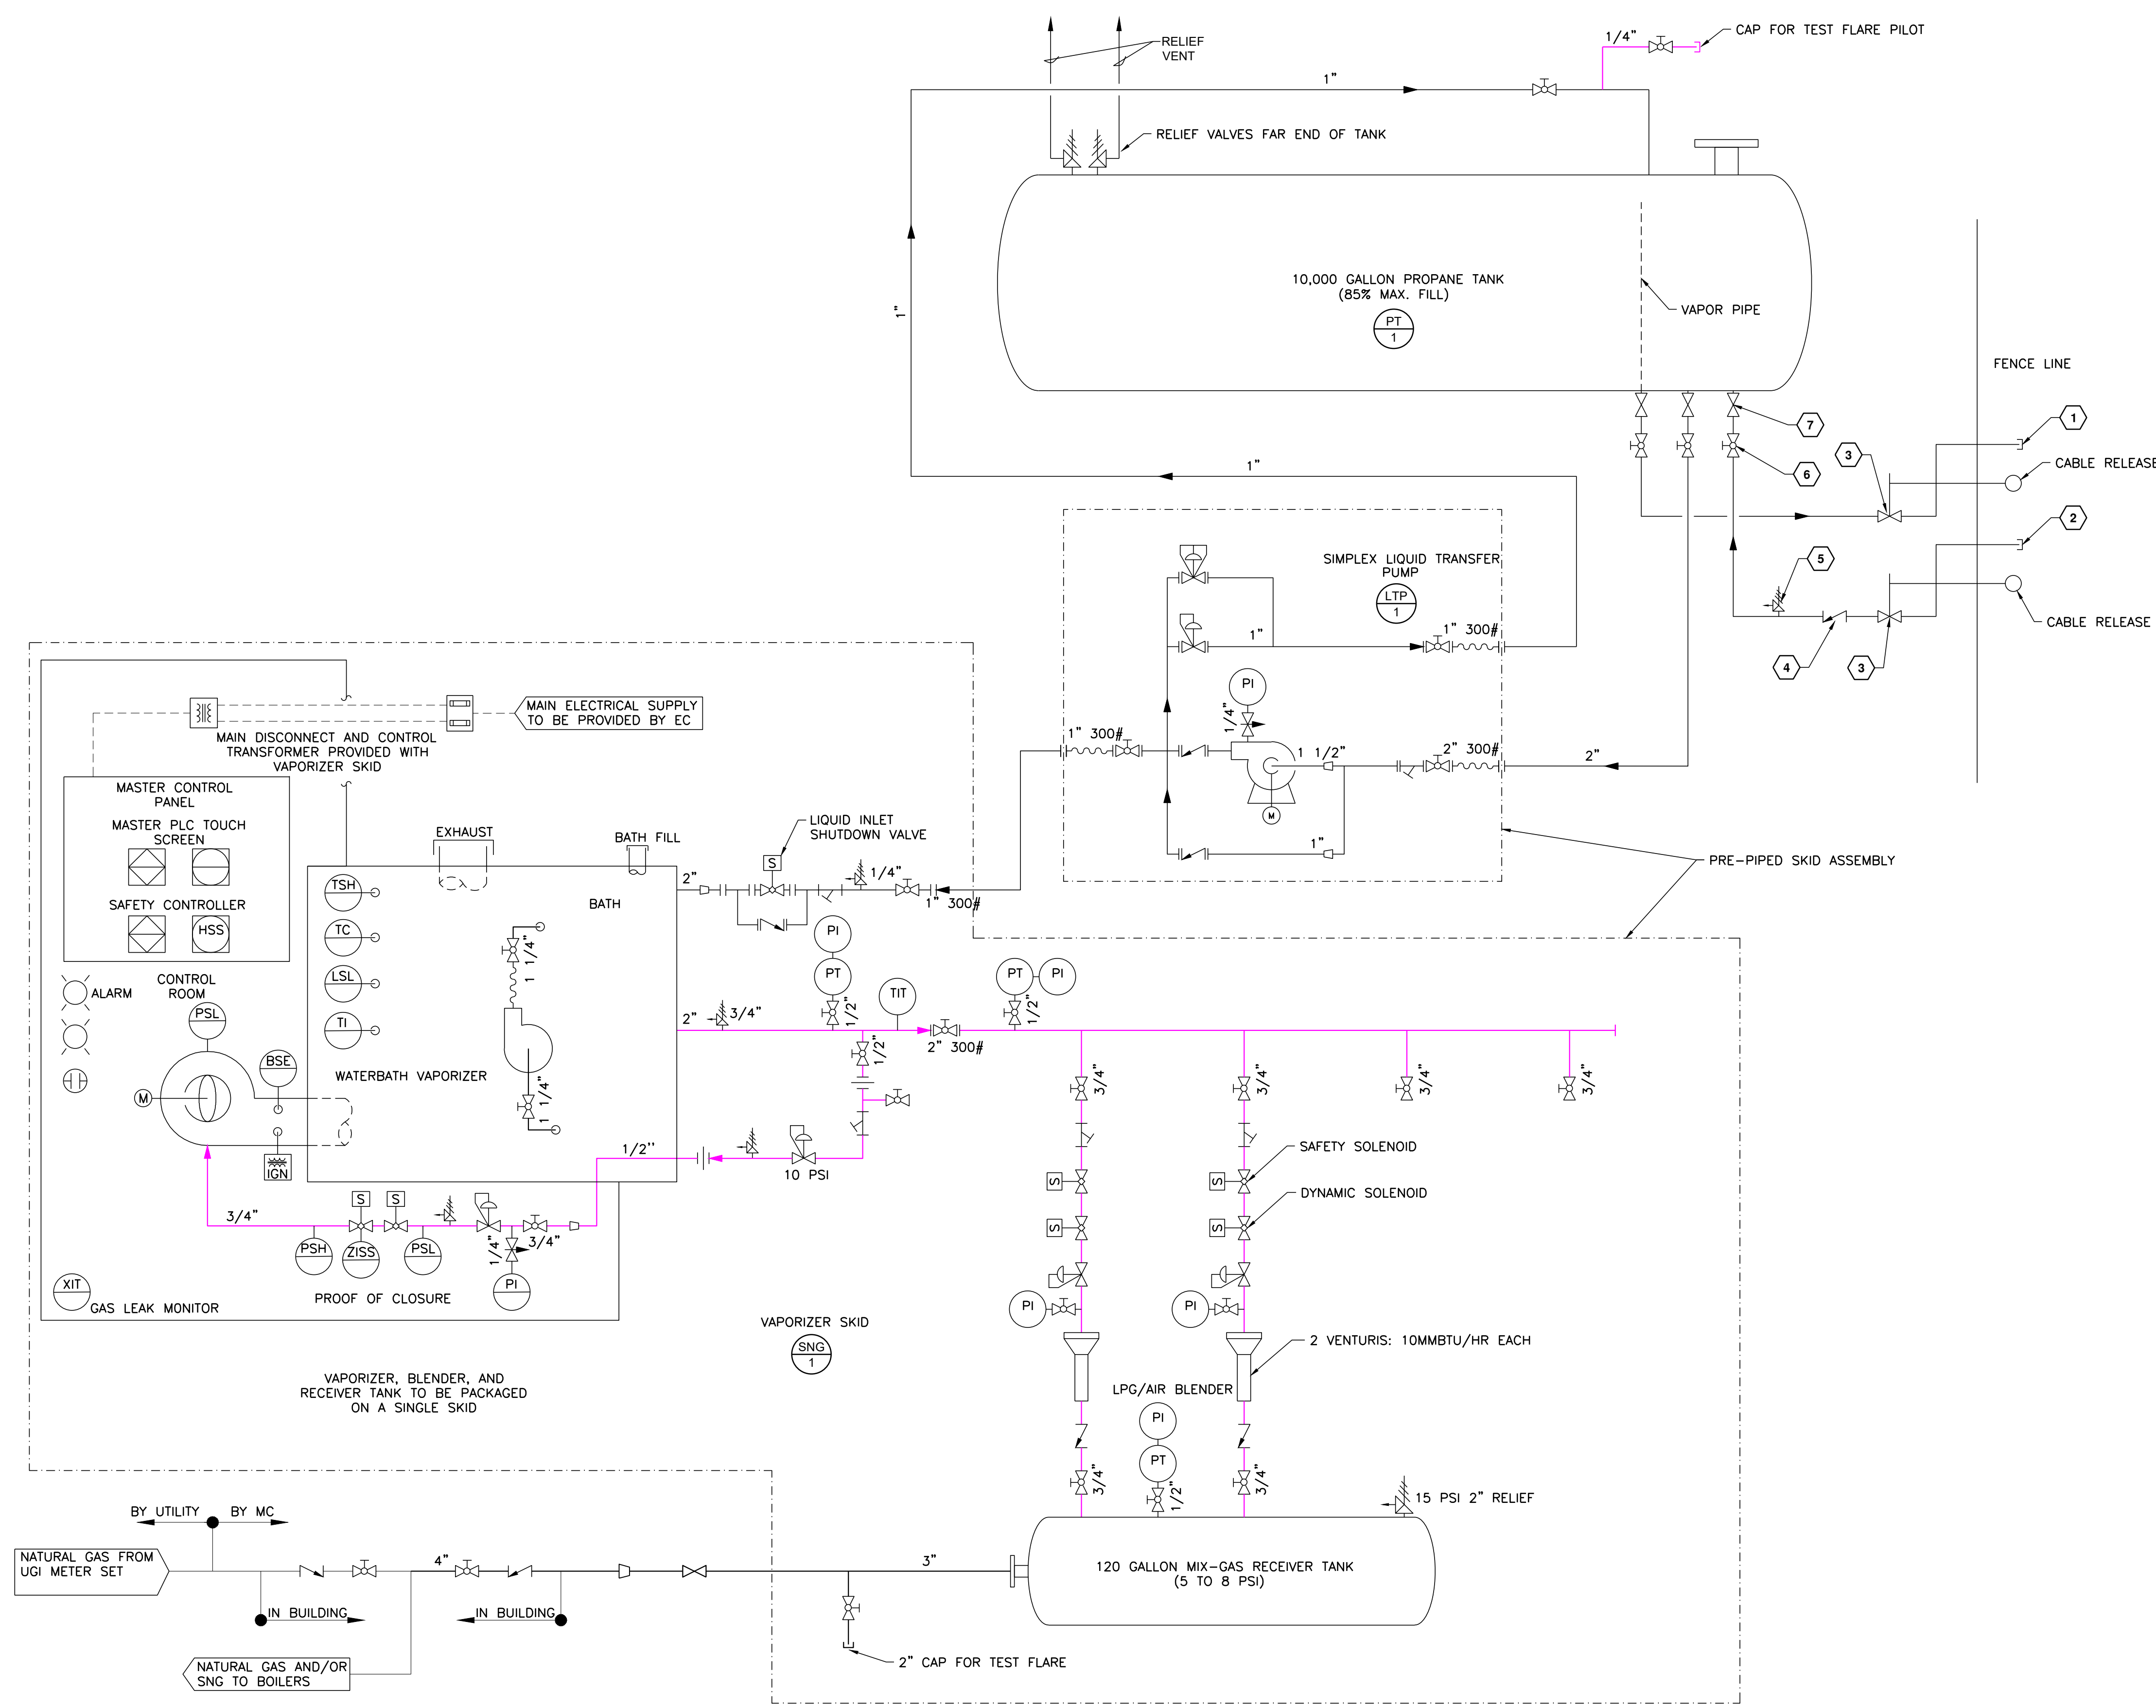 RELIEF
VENT
1/4"
CAP FOR TEST FLARE PILOT
1"
RELIEF VALVES FAR END OF TANK
10,000 GALLON PROPANE TANK
(85% MAX. FILL)
PT
1
VAPOR PIPE
1"
FENCE LINE
1
7
3
CABLE RELEASE
6
1"
2
5
CABLE RELEASE
4
3
SIMPLEX LIQUID TRANSFER
PUMP
LTP
1
1"
1" 300#
PI
1/4"
1" 300#
1 1/2"
2" 300#
2"
M
1"
PRE-PIPED SKID ASSEMBLY
MAIN ELECTRICAL SUPPLY
TO BE PROVIDED BY EC
MAIN DISCONNECT AND CONTROL
TRANSFORMER PROVIDED WITH
VAPORIZER SKID
MASTER CONTROL
PANEL
MASTER PLC TOUCH
SCREEN
SAFETY CONTROLLER
HSS
EXHAUST
BATH FILL
BATH
LIQUID INLET
SHUTDOWN VALVE
S
2"
1/4"
1" 300#
TSH
TC
LSL
TI
1 1/4"
1 1/4"
WATERBATH VAPORIZER
ALARM
CONTROL
ROOM
PSL
BSE
M
IGN
PI
PT
1/2"
TIT
PT
PI
1/2"
2"
3/4"
2" 300#
1/2"
3/4"
3/4"
3/4"
3/4"
1/2''
10 PSI
SAFETY SOLENOID
S
S
DYNAMIC SOLENOID
S
S
3/4"
S
S
PSH
ZISS
PSL
1/4"
3/4"
PI
PROOF OF CLOSURE
XIT
GAS LEAK MONITOR
PI
PI
VAPORIZER SKID
SNG
1
2 VENTURIS: 10MMBTU/HR EACH
LPG/AIR BLENDER
PI
PT
1/2"
3/4"
3/4"
VAPORIZER, BLENDER, AND
RECEIVER TANK TO BE PACKAGED
ON A SINGLE SKID
15 PSI 2" RELIEF
BY UTILITY
BY MC
NATURAL GAS FROM
UGI METER SET
4"
3"
120 GALLON MIX-GAS RECEIVER TANK
(5 TO 8 PSI)
IN BUILDING
IN BUILDING
NATURAL GAS AND/OR
SNG TO BOILERS
2" CAP FOR TEST FLARE